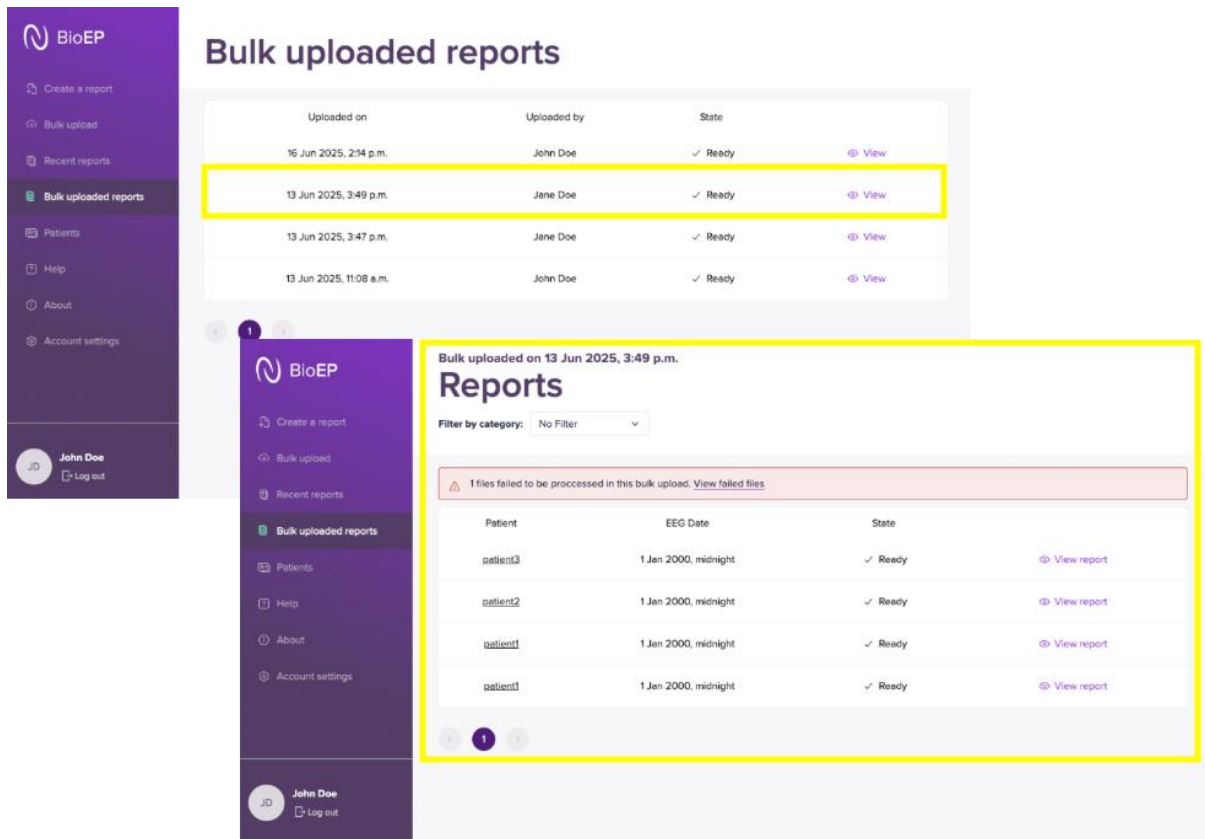 BioEP
Create a report
Bulk upload
Recent reports
Bulk uploaded reports
Patients
Help
About
Account settings
JD
John Doe
Log out
Bulk uploaded reports
Uploaded on Uploaded by State
16 Jun 2025, 2:14 p.m. John Doe ✓ Ready View
13 Jun 2025, 3:49 p.m. Jane Doe ✓ Ready View
13 Jun 2025, 3:47 p.m. Jane Doe ✓ Ready View
13 Jun 2025, 11:08 a.m. John Doe ✓ Ready View
1
BioEP
Create a report
Bulk upload
Recent reports
Bulk uploaded reports
Patients
Help
About
Account settings
JD
John Doe
Log out
Bulk uploaded on 13 Jun 2025, 3:49 p.m.
Reports
Filter by category: No Filter
1 files failed to be proccessed in this bulk upload. View failed files
Patient EEG Date State
patient3 1 Jan 2000, midnight ✓ Ready View report
patient2 1 Jan 2000, midnight ✓ Ready View report
patient1 1 Jan 2000, midnight ✓ Ready View report
patient1 1 Jan 2000, midnight ✓ Ready View report
1